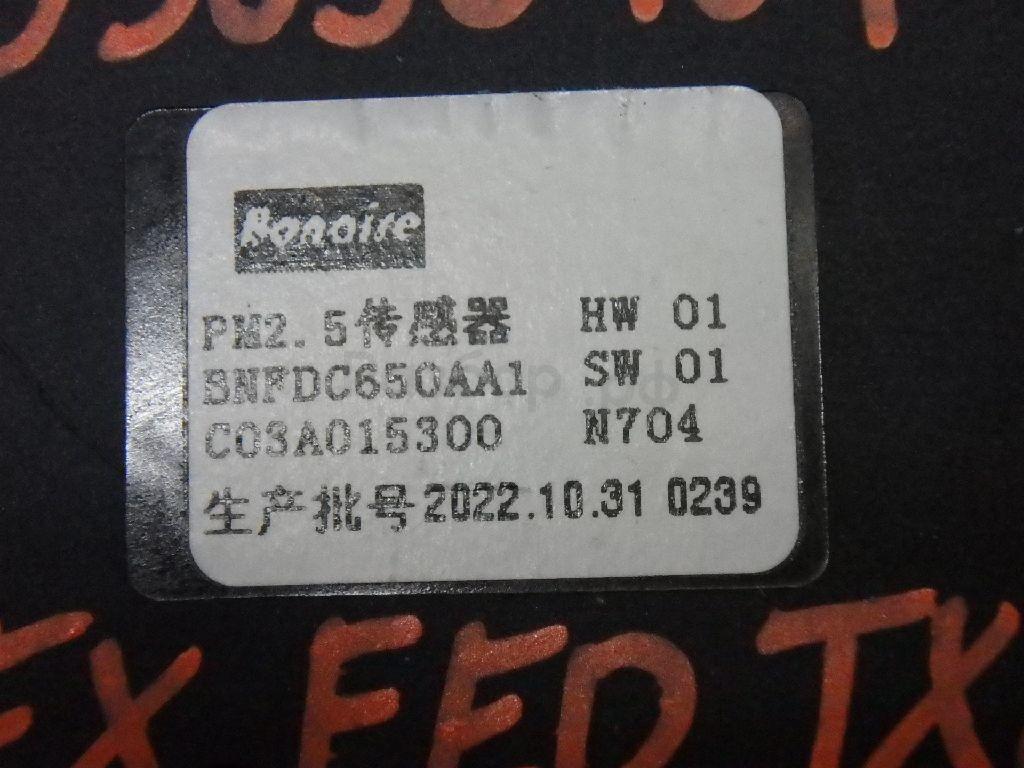 Bonaire
PM2.5传感器 HW 01
BNFDC650AA1 SW 01
C03A015300 N704
生产批号2022.10.31 0239
EX EED TX